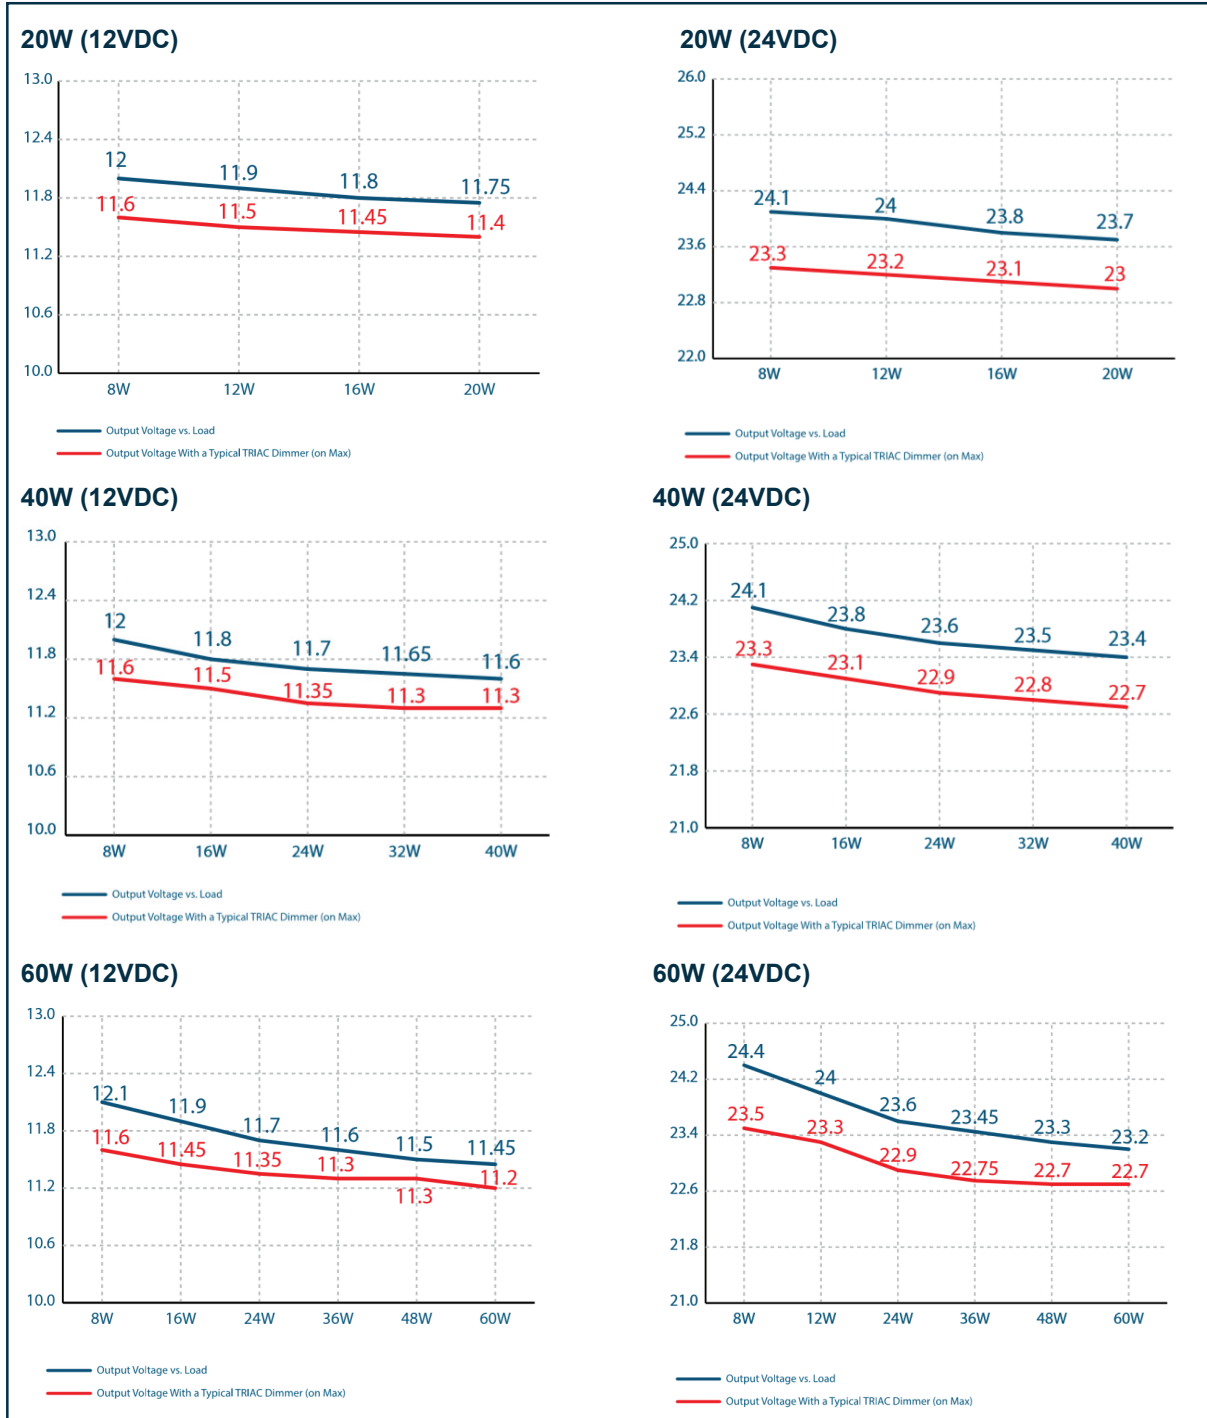 20W (12VDC)
13.0
12.4
11.8
11.2
10.6
10.0
12
11.9
11.8
11.75
11.6
11.5
11.45
11.4
8W
12W
16W
20W
Output Voltage vs. Load
Output Voltage With a Typical TRIAC Dimmer (on Max)
20W (24VDC)
26.0
25.2
24.4
23.6
22.8
22.0
24.1
24
23.8
23.7
23.3
23.2
23.1
23
8W
12W
16W
20W
Output Voltage vs. Load
Output Voltage With a Typical TRIAC Dimmer (on Max)
40W (12VDC)
13.0
12.4
11.8
11.2
10.6
10.0
12
11.8
11.7
11.65
11.6
11.6
11.5
11.35
11.3
11.3
8W
16W
24W
32W
40W
Output Voltage vs. Load
Output Voltage With a Typical TRIAC Dimmer (on Max)
40W (24VDC)
25.0
24.2
23.4
22.6
21.8
21.0
24.1
23.8
23.6
23.5
23.4
23.3
23.1
22.9
22.8
22.7
8W
16W
24W
32W
40W
Output Voltage vs. Load
Output Voltage With a Typical TRIAC Dimmer (on Max)
60W (12VDC)
13.0
12.4
11.8
11.2
10.6
10.0
12.1
11.9
11.7
11.6
11.5
11.45
11.6
11.45
11.35
11.3
11.3
11.2
8W
16W
24W
36W
48W
60W
Output Voltage vs. Load
Output Voltage With a Typical TRIAC Dimmer (on Max)
60W (24VDC)
25.0
24.2
23.4
22.6
21.8
21.0
24.4
24
23.6
23.45
23.3
23.2
23.5
23.3
22.9
22.75
22.7
22.7
8W
12W
24W
36W
48W
60W
Output Voltage vs. Load
Output Voltage With a Typical TRIAC Dimmer (on Max)